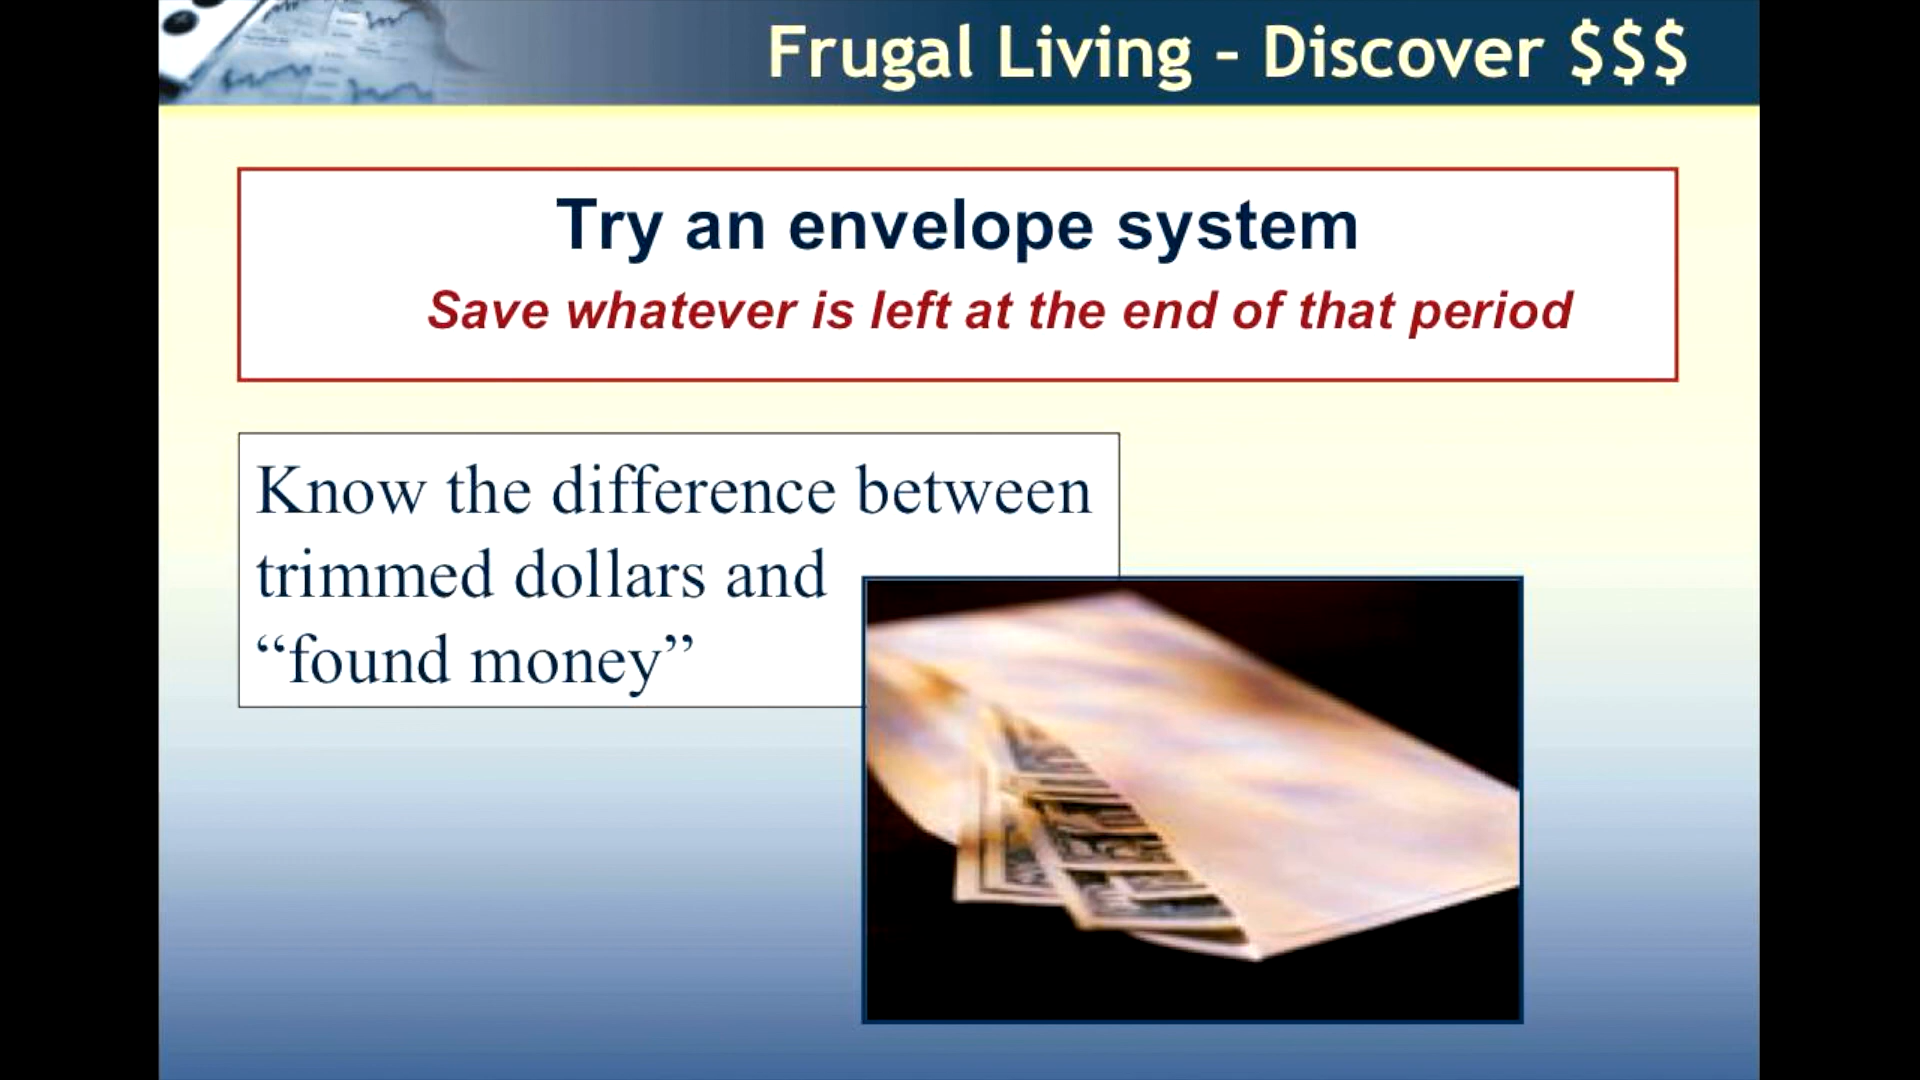 Frugal Living – Discover $$$
Try an envelope system
Save whatever is left at the end of that period
Know the difference between
trimmed dollars and
“found money”